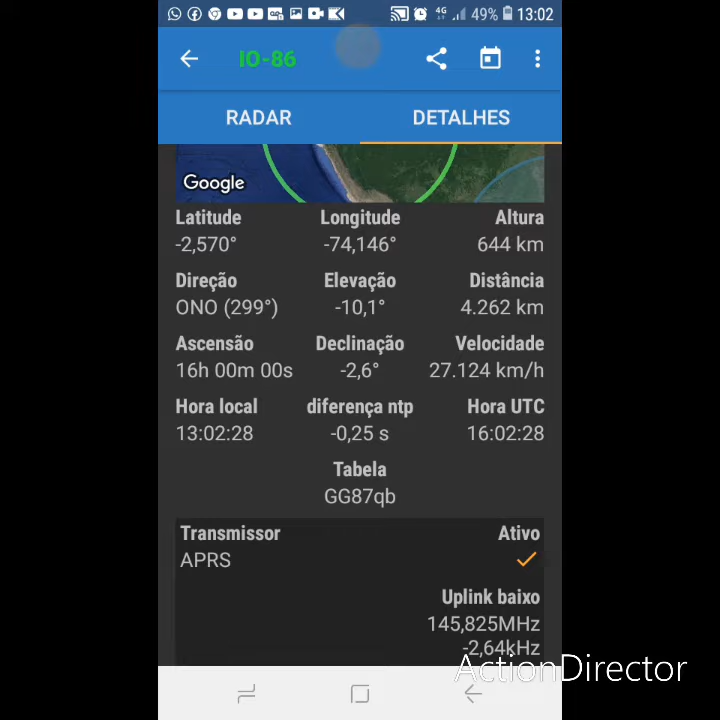 4G 49% 13:02
IO-86
RADAR DETALHES
Google
Latitude Longitude Altura
-2,570° -74,146° 644 km
Direção Elevação Distância
ONO (299°) -10,1° 4.262 km
Ascensão Declinação Velocidade
16h 00m 00s -2,6° 27.124 km/h
Hora local diferença ntp Hora UTC
13:02:28 -0,25 s 16:02:28
Tabela
GG87qb
Transmissor Ativo
APRS
Uplink baixo
145,825MHz
-2,64kHz
ActionDirector